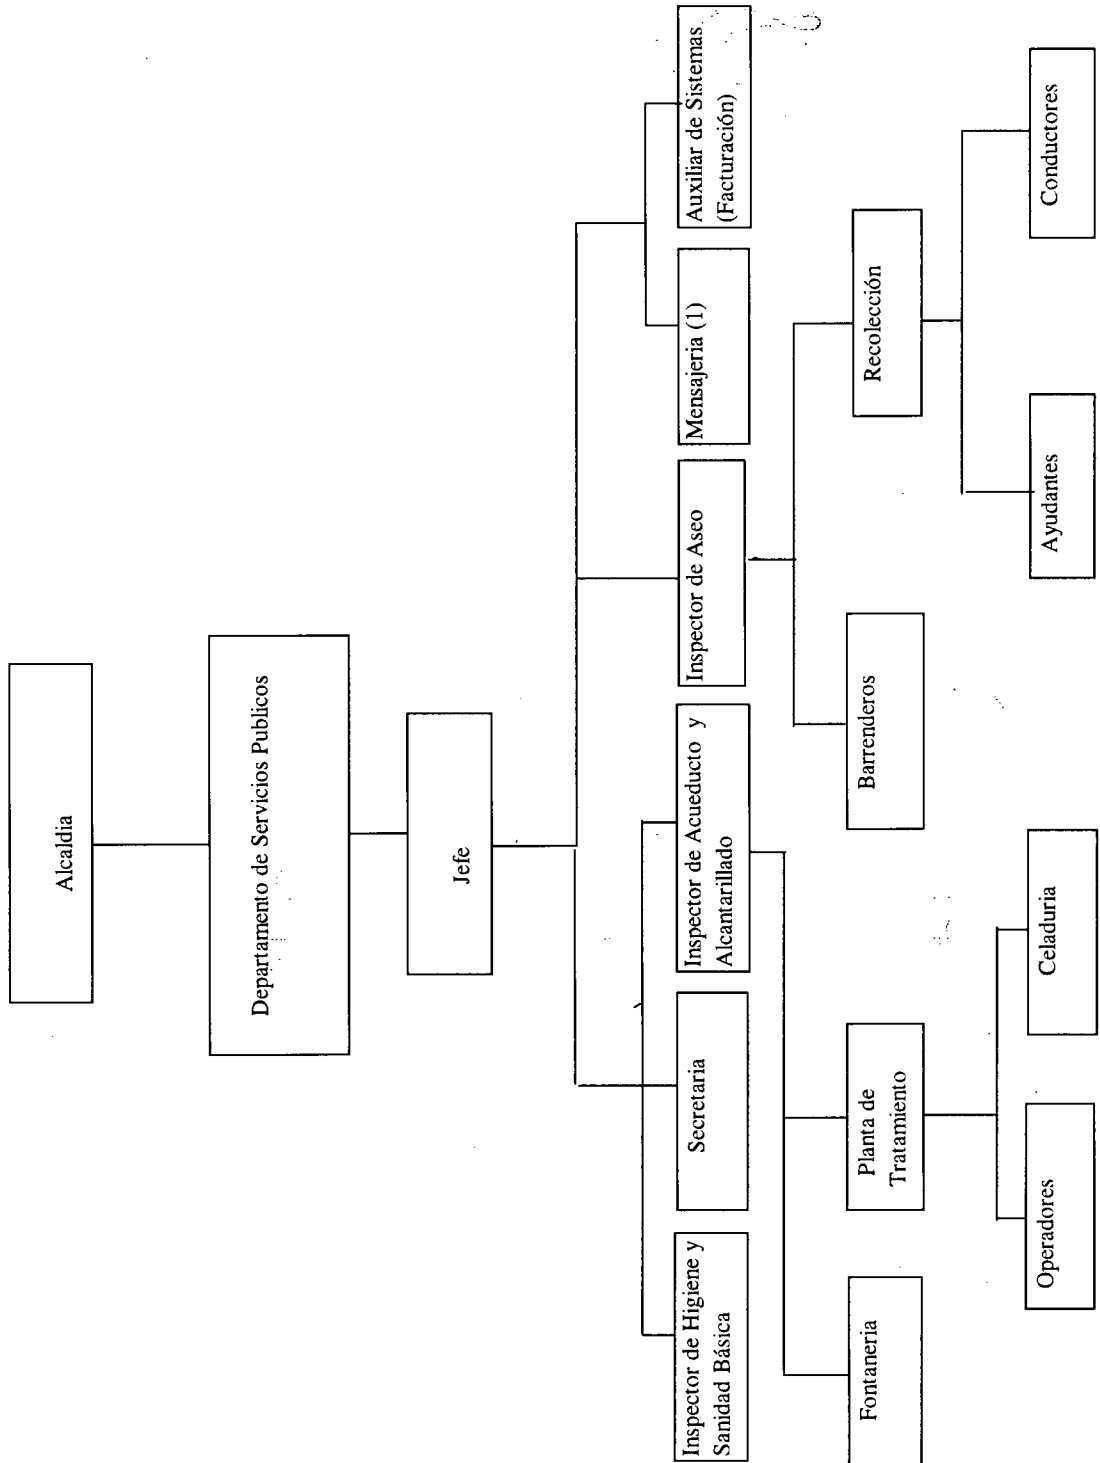 Alcaldia
Departamento de Servicios Publicos
Jefe
Inspector de Higiene y
Sanidad Básica
Secretaria
Inspector de Acueducto y
Alcantarillado
Inspector de Aseo
Mensajeria (1)
Auxiliar de Sistemas
(Facturación)
Fontaneria
Planta de
Tratamiento
Barrenderos
Recolección
Operadores
Celaduria
Ayudantes
Conductores